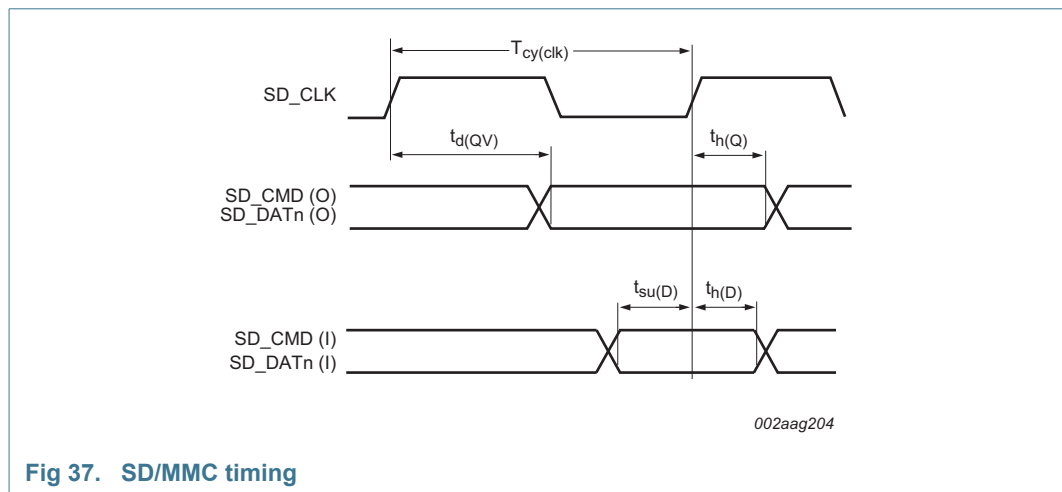 Tcy(clk)
SD_CLK
td(QV)
th(Q)
SD_CMD (O)
SD_DATn (O)
tsu(D)
th(D)
SD_CMD (I)
SD_DATn (I)
002aag204
Fig 37. SD/MMC timing